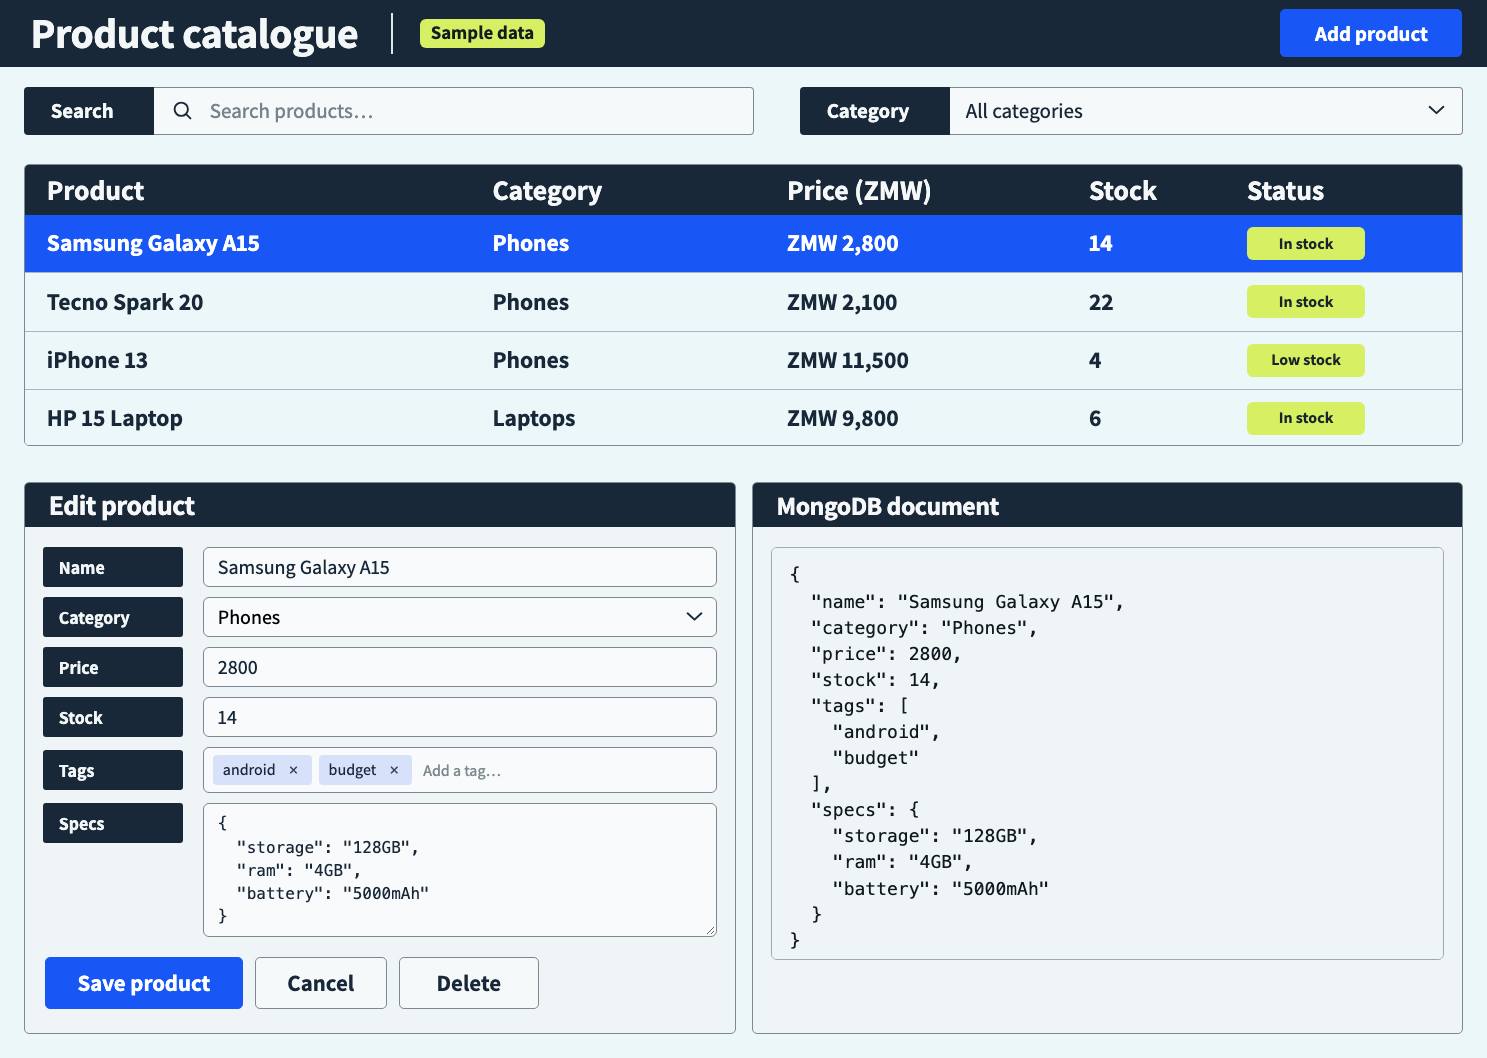 Product catalogue
Sample data
Add product
Search
Search products…
Category
All categories
Product Category Price (ZMW) Stock Status
Samsung Galaxy A15 Phones ZMW 2,800 14 In stock
Tecno Spark 20 Phones ZMW 2,100 22 In stock
iPhone 13 Phones ZMW 11,500 4 Low stock
HP 15 Laptop Laptops ZMW 9,800 6 In stock
Edit product
Name Samsung Galaxy A15
Category Phones
Price 2800
Stock 14
Tags android × budget × Add a tag…
Specs {
"storage": "128GB",
"ram": "4GB",
"battery": "5000mAh"
}
Save product Cancel Delete
MongoDB document
{
"name": "Samsung Galaxy A15",
"category": "Phones",
"price": 2800,
"stock": 14,
"tags": [
"android",
"budget"
],
"specs": {
"storage": "128GB",
"ram": "4GB",
"battery": "5000mAh"
}
}